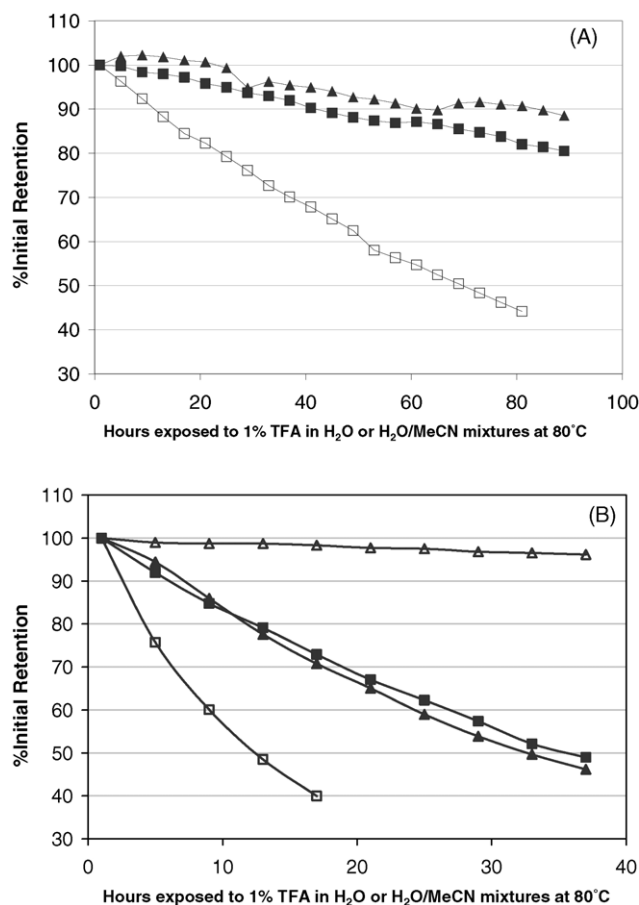 (A)
110
100
90
80
70
60
50
40
30
%Initial Retention
0 20 40 60 80 100
Hours exposed to 1% TFA in H₂O or H₂O/MeCN mixtures at 80˚C
(B)
110
100
90
80
70
60
50
40
30
%Initial Retention
0 10 20 30 40
Hours exposed to 1% TFA in H₂O or H₂O/MeCN mixtures at 80˚C